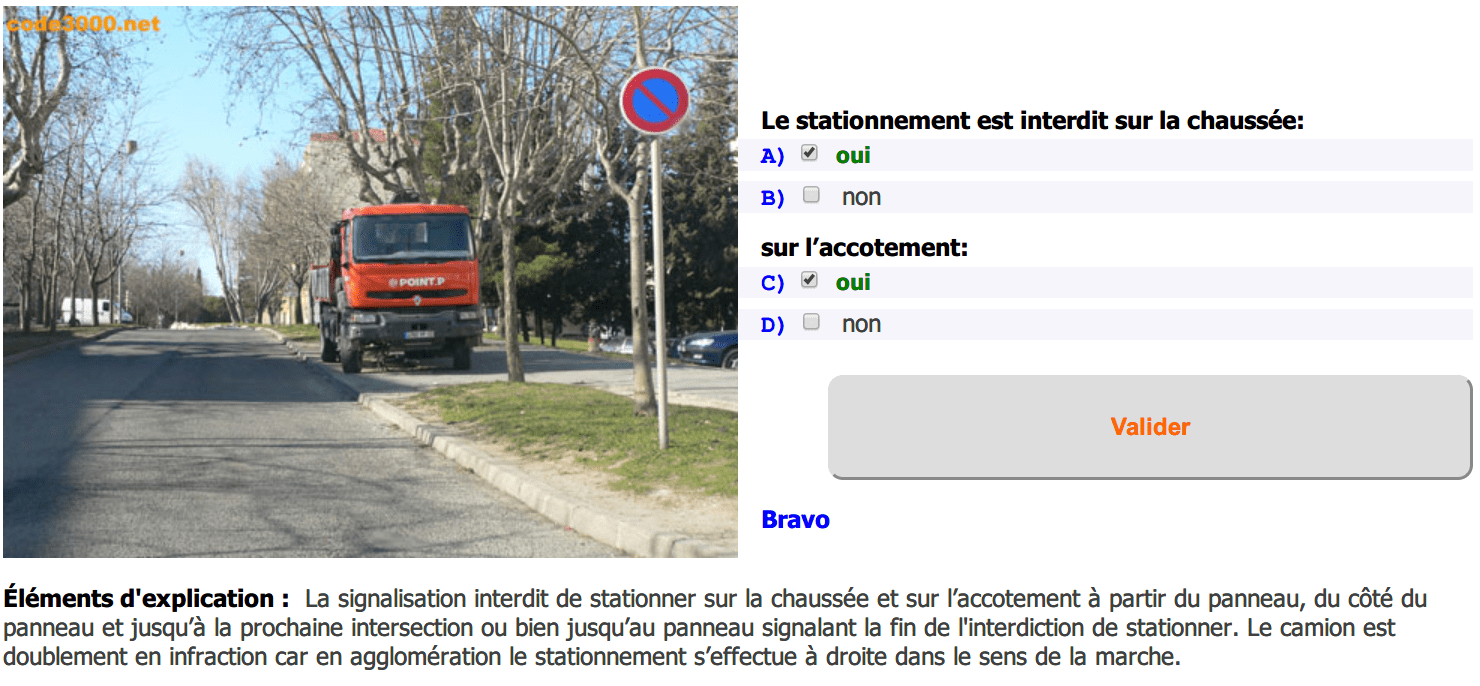 code3000.net
POINT.P
Le stationnement est interdit sur la chaussée:
A) oui
B) non
sur l’accotement:
C) oui
D) non
Valider
Bravo
Éléments d'explication : La signalisation interdit de stationner sur la chaussée et sur l’accotement à partir du panneau, du côté du
panneau et jusqu’à la prochaine intersection ou bien jusqu’au panneau signalant la fin de l'interdiction de stationner. Le camion est
doublement en infraction car en agglomération le stationnement s’effectue à droite dans le sens de la marche.